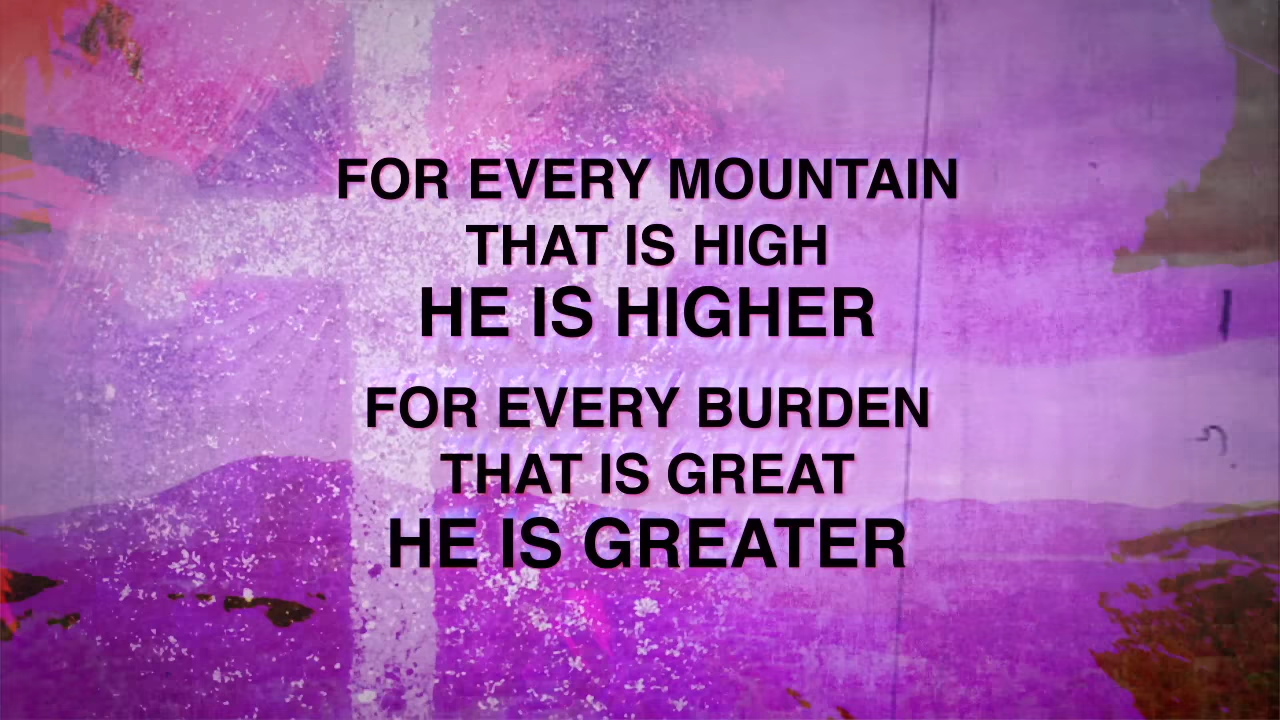 FOR EVERY MOUNTAIN
THAT IS HIGH
HE IS HIGHER
FOR EVERY BURDEN
THAT IS GREAT
HE IS GREATER